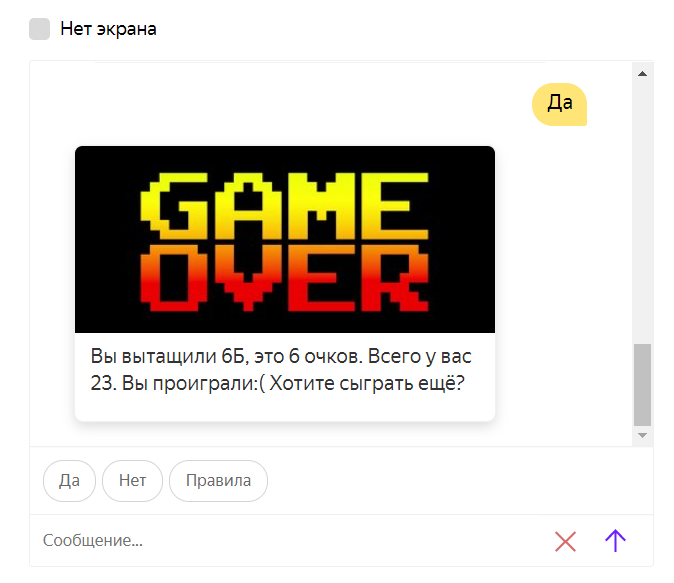 Нет экрана
Да
GAME
OVER
Вы вытащили 6Б, это 6 очков. Всего у вас
23. Вы проиграли:( Хотите сыграть ещё?
Да Нет Правила
Сообщение...